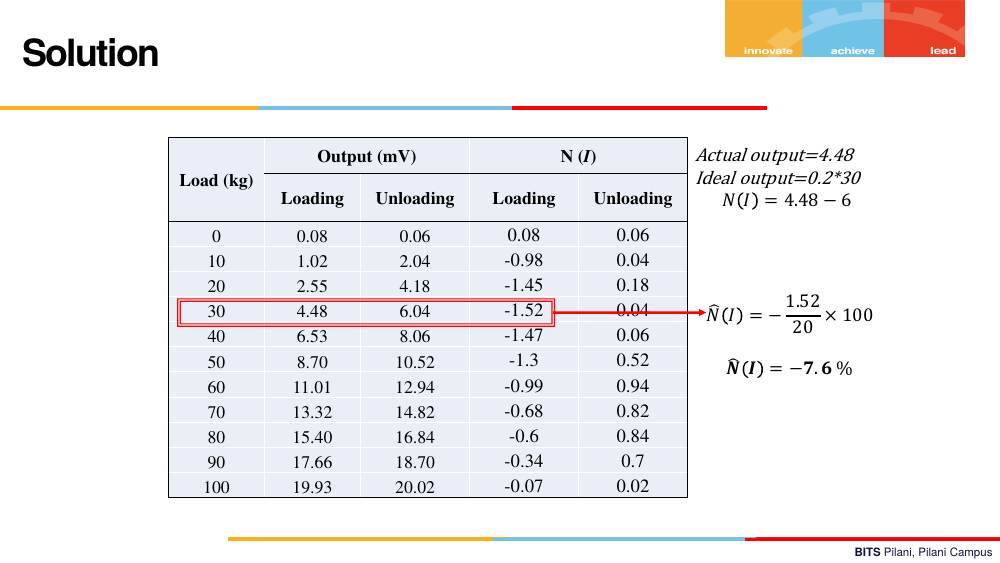 Solution
innovate achieve lead
Load (kg) Output (mV) N (I)
Loading Unloading Loading Unloading
0 0.08 0.06 0.08 0.06
10 1.02 2.04 -0.98 0.04
20 2.55 4.18 -1.45 0.18
30 4.48 6.04 -1.52 0.04
40 6.53 8.06 -1.47 0.06
50 8.70 10.52 -1.3 0.52
60 11.01 12.94 -0.99 0.94
70 13.32 14.82 -0.68 0.82
80 15.40 16.84 -0.6 0.84
90 17.66 18.70 -0.34 0.7
100 19.93 20.02 -0.07 0.02
Actual output=4.48
Ideal output=0.2*30
N(I) = 4.48 − 6
N̂(I) = − 1.52/20 × 100
N̂(I) = −7.6 %
BITS Pilani, Pilani Campus